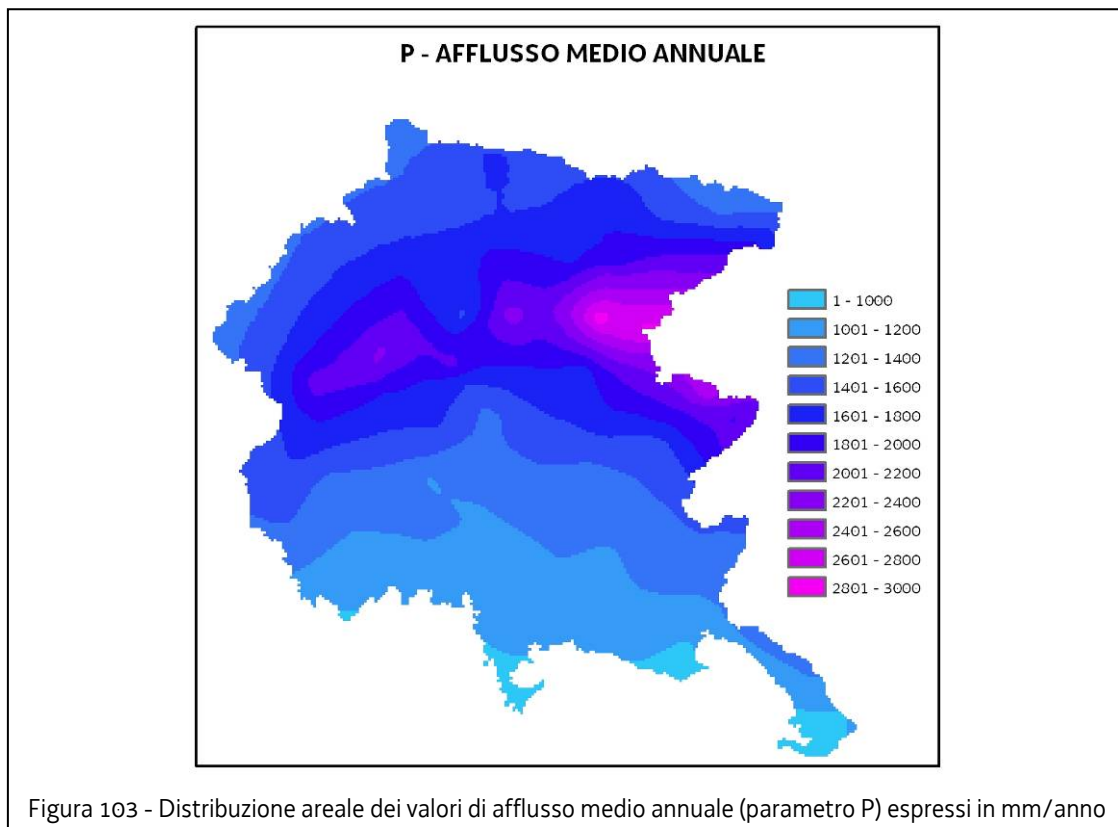 P - AFFLUSSO MEDIO ANNUALE
1 - 1000
1001 - 1200
1201 - 1400
1401 - 1600
1601 - 1800
1801 - 2000
2001 - 2200
2201 - 2400
2401 - 2600
2601 - 2800
2801 - 3000
Figura 103 - Distribuzione areale dei valori di afflusso medio annuale (parametro P) espressi in mm/anno